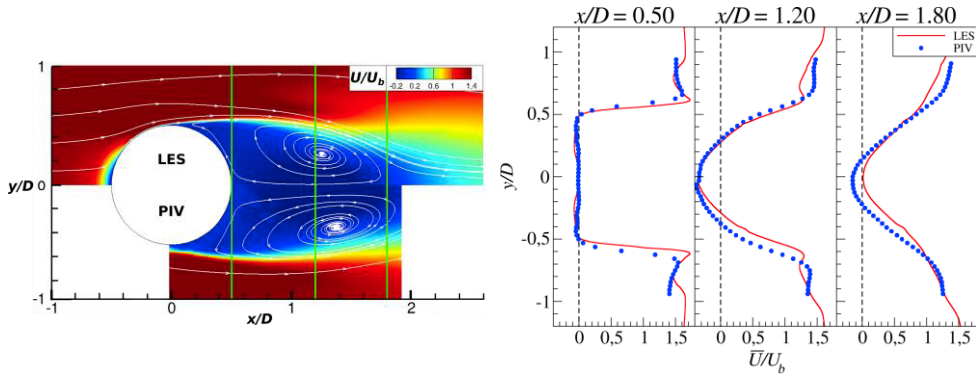 x/D = 0.50 x/D = 1.20 x/D = 1.80
U/U_b
-0.2 0.2 0.6 1 1.4
LES
PIV
y/D
1
0
-1
-1 0 1 2
x/D
LES
PIV
y/D
1
0,5
0
-0,5
-1
0 0,5 1 1,5 0 0,5 1 1,5 0 0,5 1 1,5
U̅/U_b